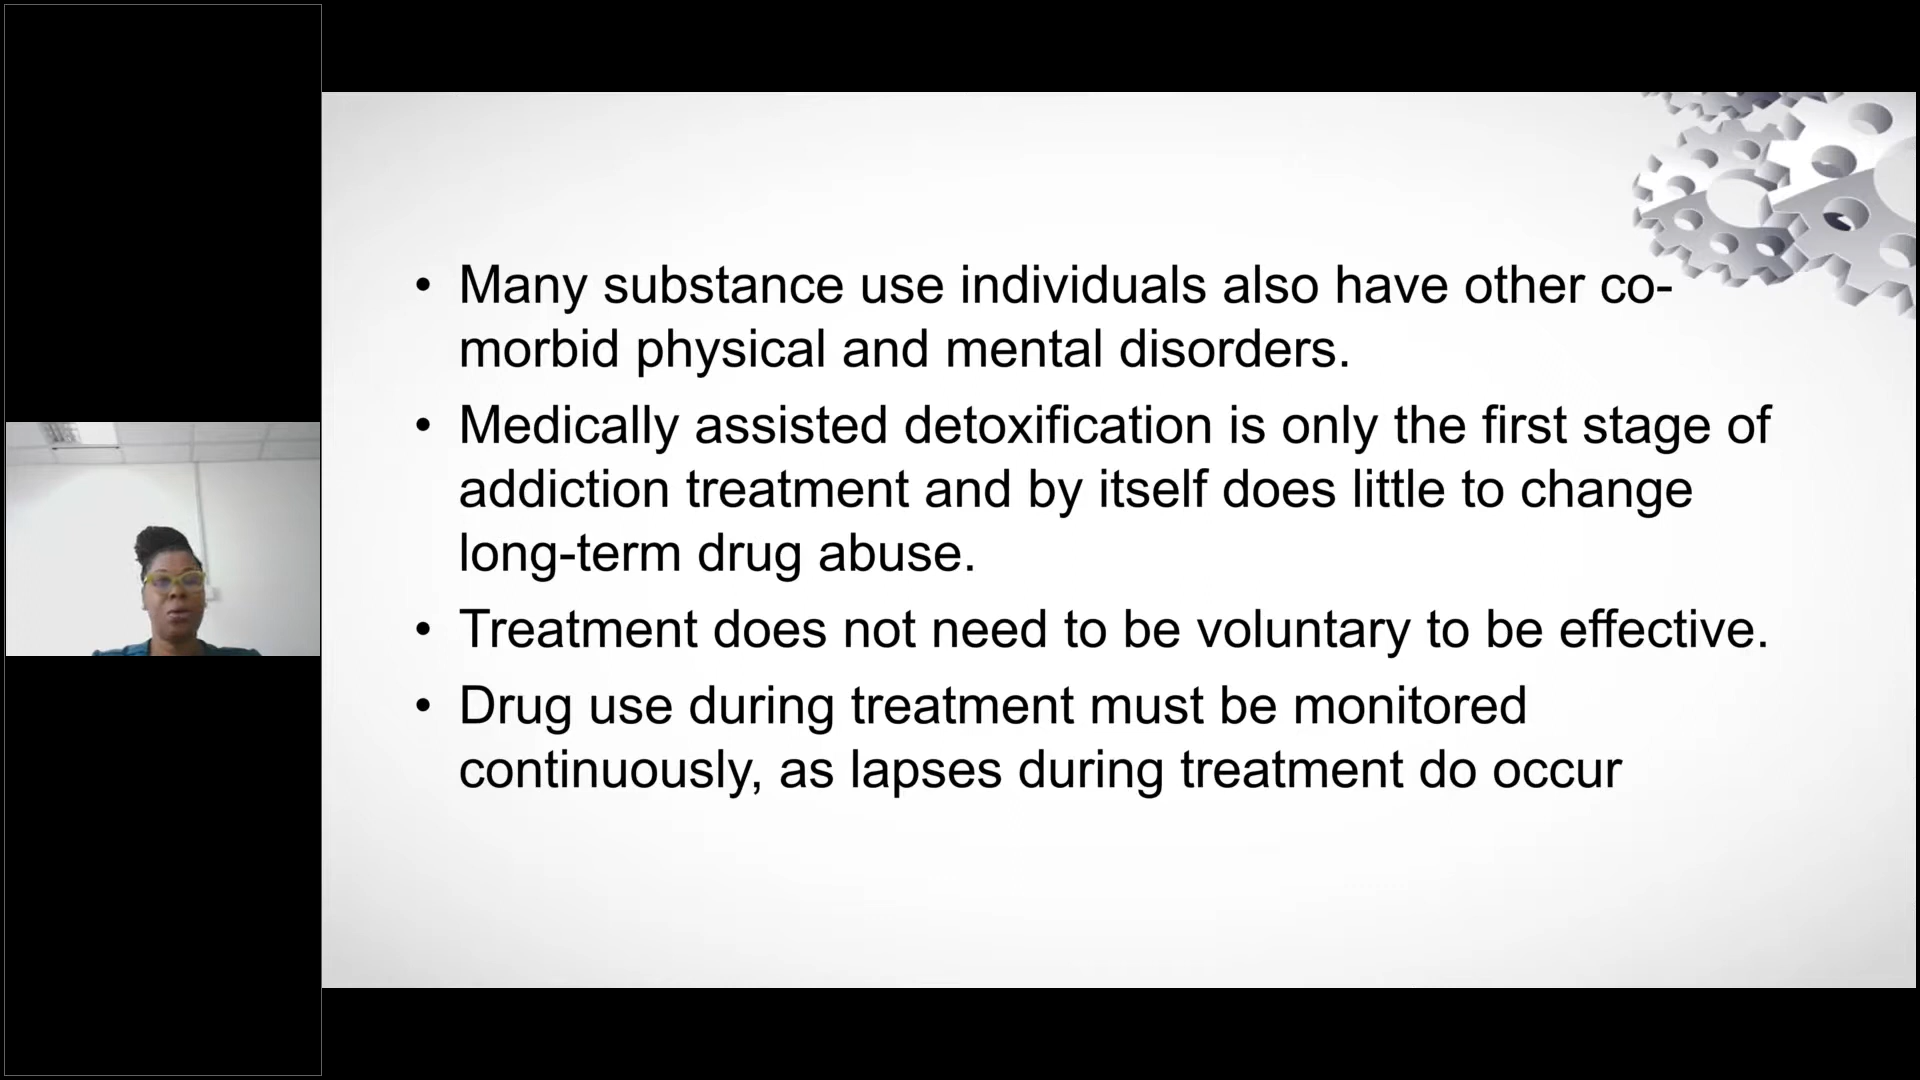 • Many substance use individuals also have other co-
morbid physical and mental disorders.
• Medically assisted detoxification is only the first stage of
addiction treatment and by itself does little to change
long-term drug abuse.
• Treatment does not need to be voluntary to be effective.
• Drug use during treatment must be monitored
continuously, as lapses during treatment do occur